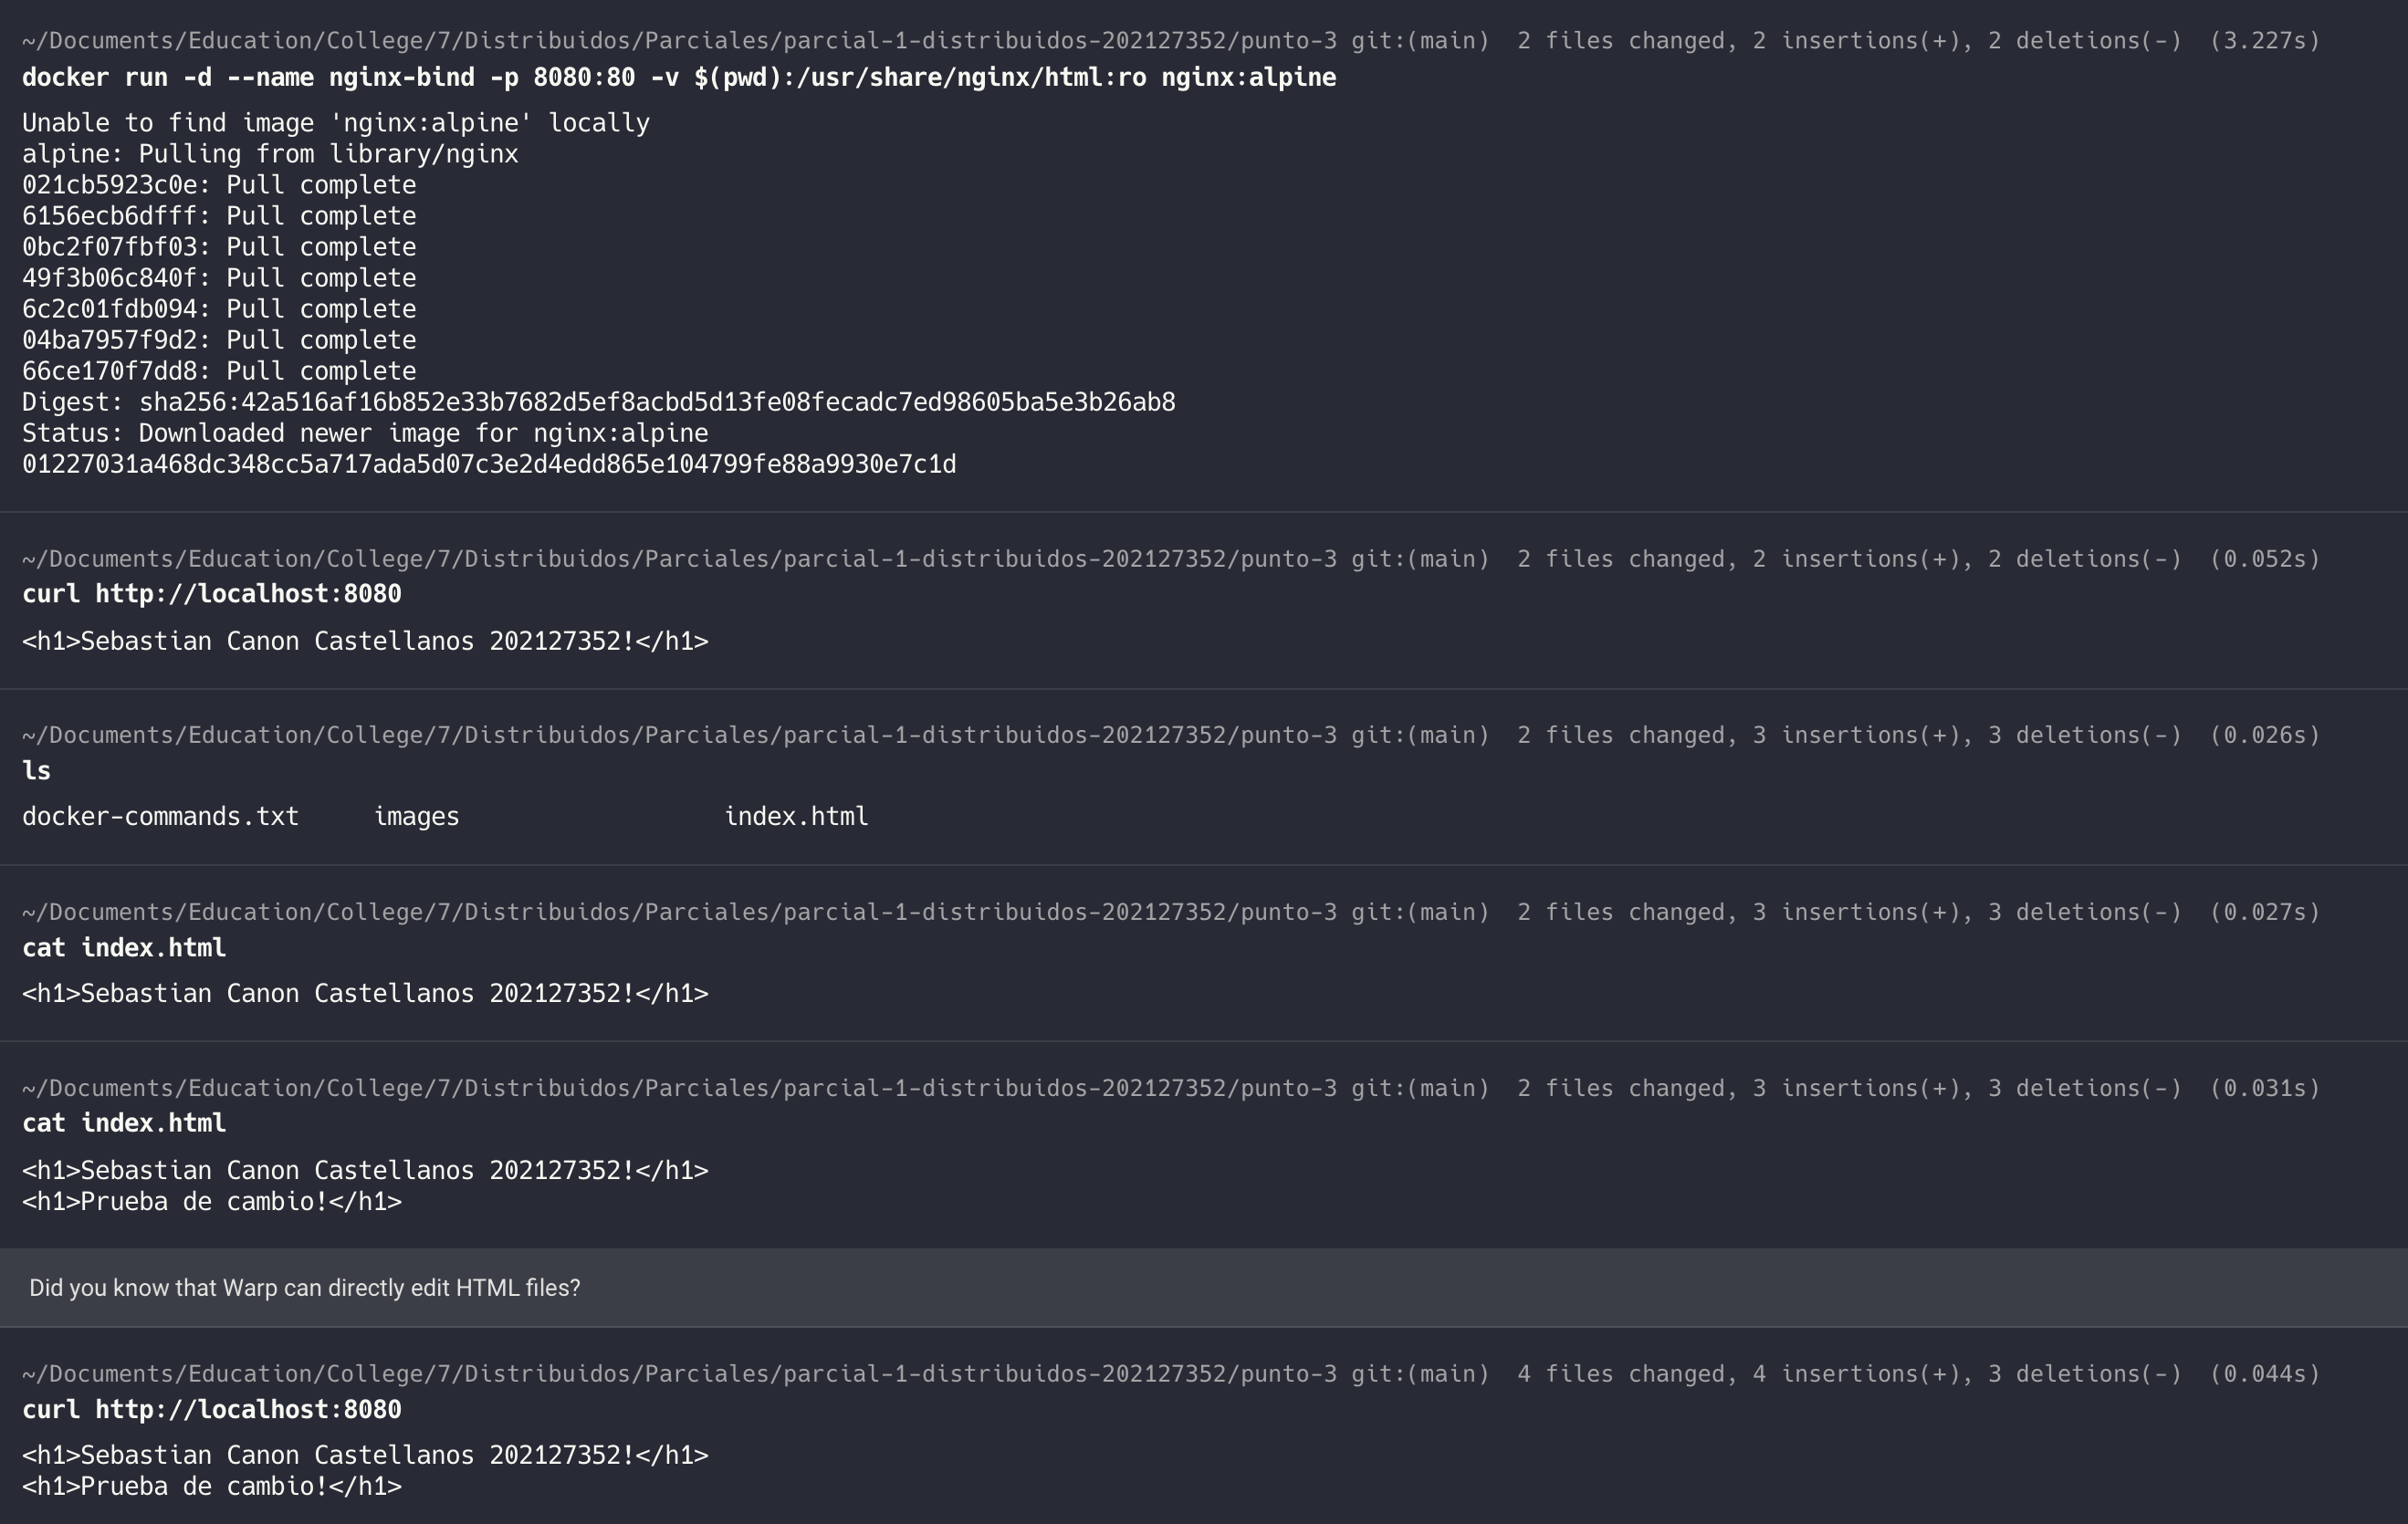 ~/Documents/Education/College/7/Distribuidos/Parciales/parcial-1-distribuidos-202127352/punto-3 git:(main)  2 files changed, 2 insertions(+), 2 deletions(-)  (3.227s)
docker run -d --name nginx-bind -p 8080:80 -v $(pwd):/usr/share/nginx/html:ro nginx:alpine
Unable to find image 'nginx:alpine' locally
alpine: Pulling from library/nginx
021cb5923c0e: Pull complete
6156ecb6dfff: Pull complete
0bc2f07fbf03: Pull complete
49f3b06c840f: Pull complete
6c2c01fdb094: Pull complete
04ba7957f9d2: Pull complete
66ce170f7dd8: Pull complete
Digest: sha256:42a516af16b852e33b7682d5ef8acbd5d13fe08fecadc7ed98605ba5e3b26ab8
Status: Downloaded newer image for nginx:alpine
01227031a468dc348cc5a717ada5d07c3e2d4edd865e104799fe88a9930e7c1d
~/Documents/Education/College/7/Distribuidos/Parciales/parcial-1-distribuidos-202127352/punto-3 git:(main)  2 files changed, 2 insertions(+), 2 deletions(-)  (0.052s)
curl http://localhost:8080
<h1>Sebastian Canon Castellanos 202127352!</h1>
~/Documents/Education/College/7/Distribuidos/Parciales/parcial-1-distribuidos-202127352/punto-3 git:(main)  2 files changed, 3 insertions(+), 3 deletions(-)  (0.026s)
ls
docker-commands.txt     images     index.html
~/Documents/Education/College/7/Distribuidos/Parciales/parcial-1-distribuidos-202127352/punto-3 git:(main)  2 files changed, 3 insertions(+), 3 deletions(-)  (0.027s)
cat index.html
<h1>Sebastian Canon Castellanos 202127352!</h1>
~/Documents/Education/College/7/Distribuidos/Parciales/parcial-1-distribuidos-202127352/punto-3 git:(main)  2 files changed, 3 insertions(+), 3 deletions(-)  (0.031s)
cat index.html
<h1>Sebastian Canon Castellanos 202127352!</h1>
<h1>Prueba de cambio!</h1>
Did you know that Warp can directly edit HTML files?
~/Documents/Education/College/7/Distribuidos/Parciales/parcial-1-distribuidos-202127352/punto-3 git:(main)  4 files changed, 4 insertions(+), 3 deletions(-)  (0.044s)
curl http://localhost:8080
<h1>Sebastian Canon Castellanos 202127352!</h1>
<h1>Prueba de cambio!</h1>